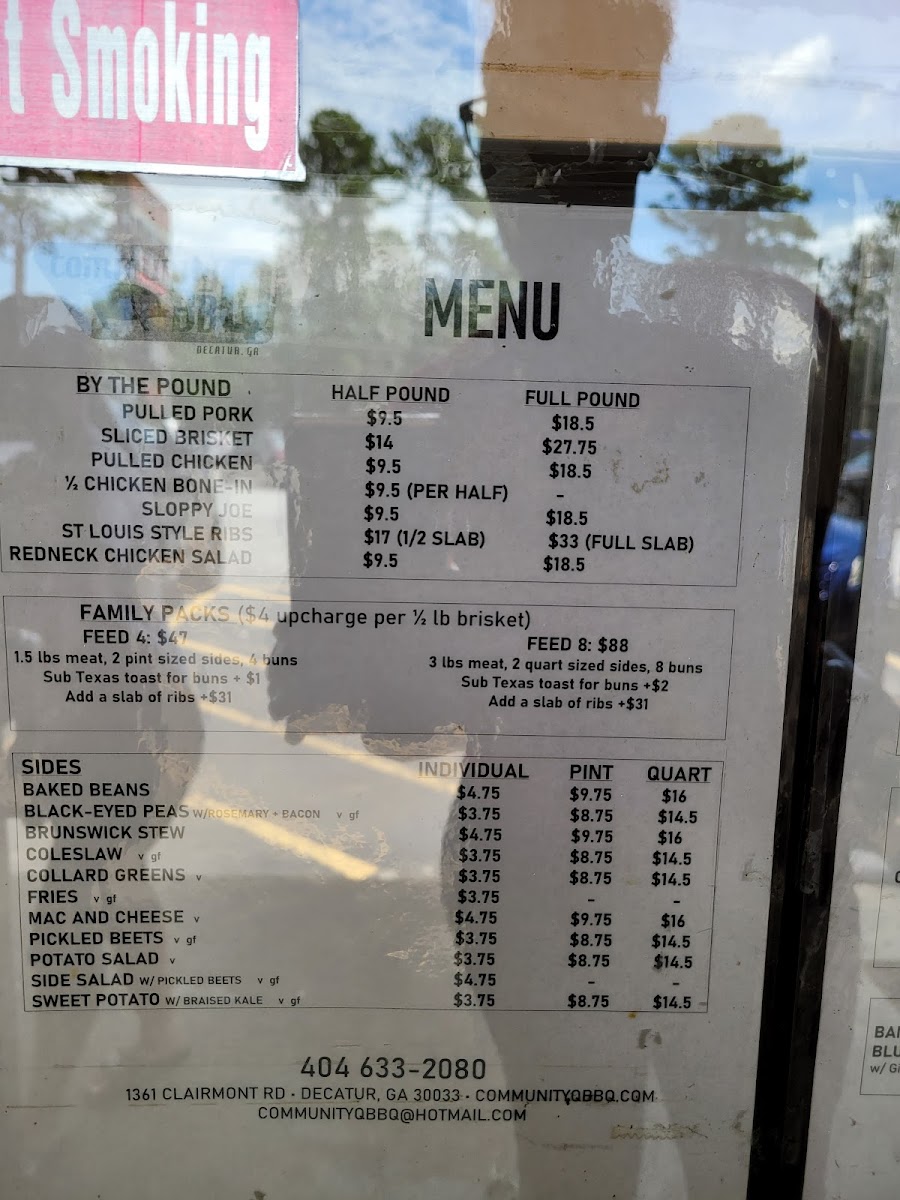 t Smoking
BBQ
DECATUR, GA
MENU
BY THE POUND HALF POUND FULL POUND
PULLED PORK $9.5 $18.5
SLICED BRISKET $14 $27.75
PULLED CHICKEN $9.5 $18.5
½ CHICKEN BONE-IN $9.5 (PER HALF) -
SLOPPY JOE $9.5 $18.5
ST LOUIS STYLE RIBS $17 (1/2 SLAB) $33 (FULL SLAB)
REDNECK CHICKEN SALAD $9.5 $18.5
FAMILY PACKS ($4 upcharge per ½ lb brisket)
FEED 4: $47
1.5 lbs meat, 2 pint sized sides, 4 buns
Sub Texas toast for buns + $1
Add a slab of ribs +$31
FEED 8: $88
3 lbs meat, 2 quart sized sides, 8 buns
Sub Texas toast for buns +$2
Add a slab of ribs +$31
SIDES INDIVIDUAL PINT QUART
BAKED BEANS $4.75 $9.75 $16
BLACK-EYED PEAS W/ROSEMARY + BACON v gf $3.75 $8.75 $14.5
BRUNSWICK STEW $4.75 $9.75 $16
COLESLAW v gf $3.75 $8.75 $14.5
COLLARD GREENS v $3.75 $8.75 $14.5
FRIES v gf $3.75 - -
MAC AND CHEESE v $4.75 $9.75 $16
PICKLED BEETS v gf $3.75 $8.75 $14.5
POTATO SALAD v $3.75 $8.75 $14.5
SIDE SALAD W/ PICKLED BEETS v gf $4.75 - -
SWEET POTATO W/ BRAISED KALE v gf $3.75 $8.75 $14.5
404 633-2080
1361 CLAIRMONT RD · DECATUR, GA 30033 · COMMUNITYQBBQ.COM
COMMUNITYQBBQ@HOTMAIL.COM
BAI
BLU
w/ Gi